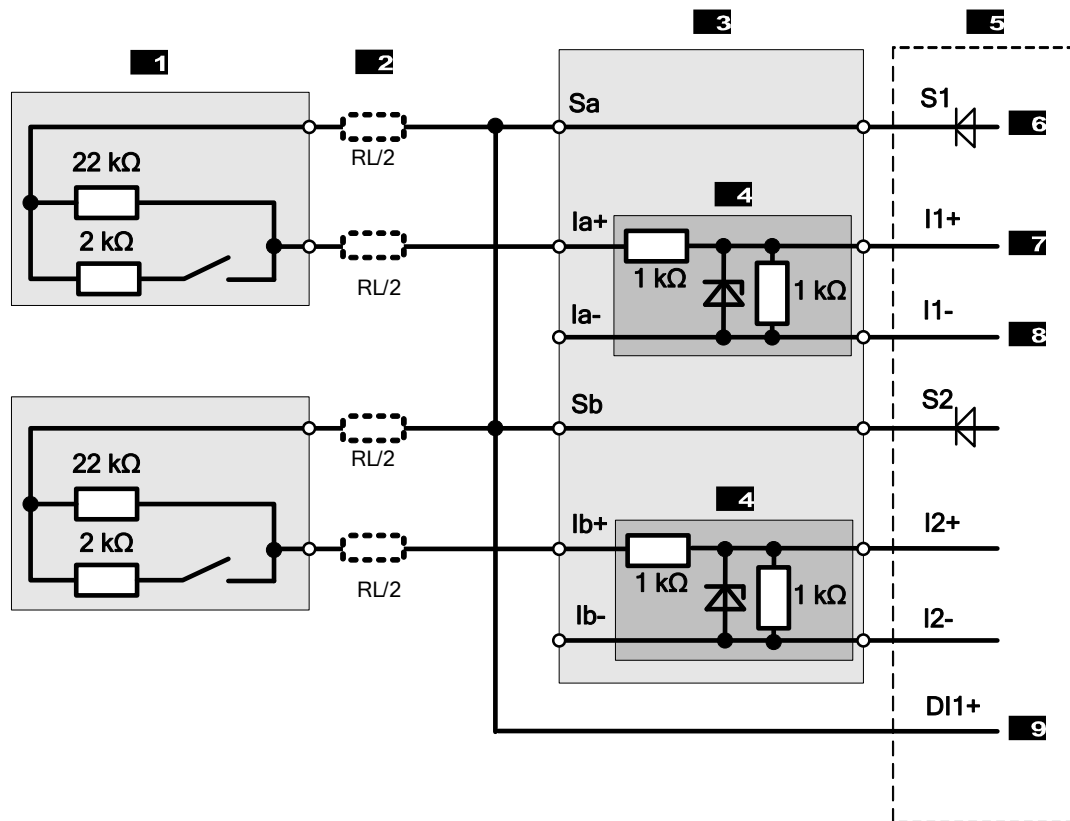 3
5
1
2
Sa
S1
6
RL/2
22 kΩ
4
2 kΩ
Ia+
I1+
7
RL/2
1 kΩ
1 kΩ
Ia-
I1-
8
Sb
S2
RL/2
22 kΩ
4
2 kΩ
Ib+
I2+
RL/2
1 kΩ
1 kΩ
Ib-
I2-
DI1+
9